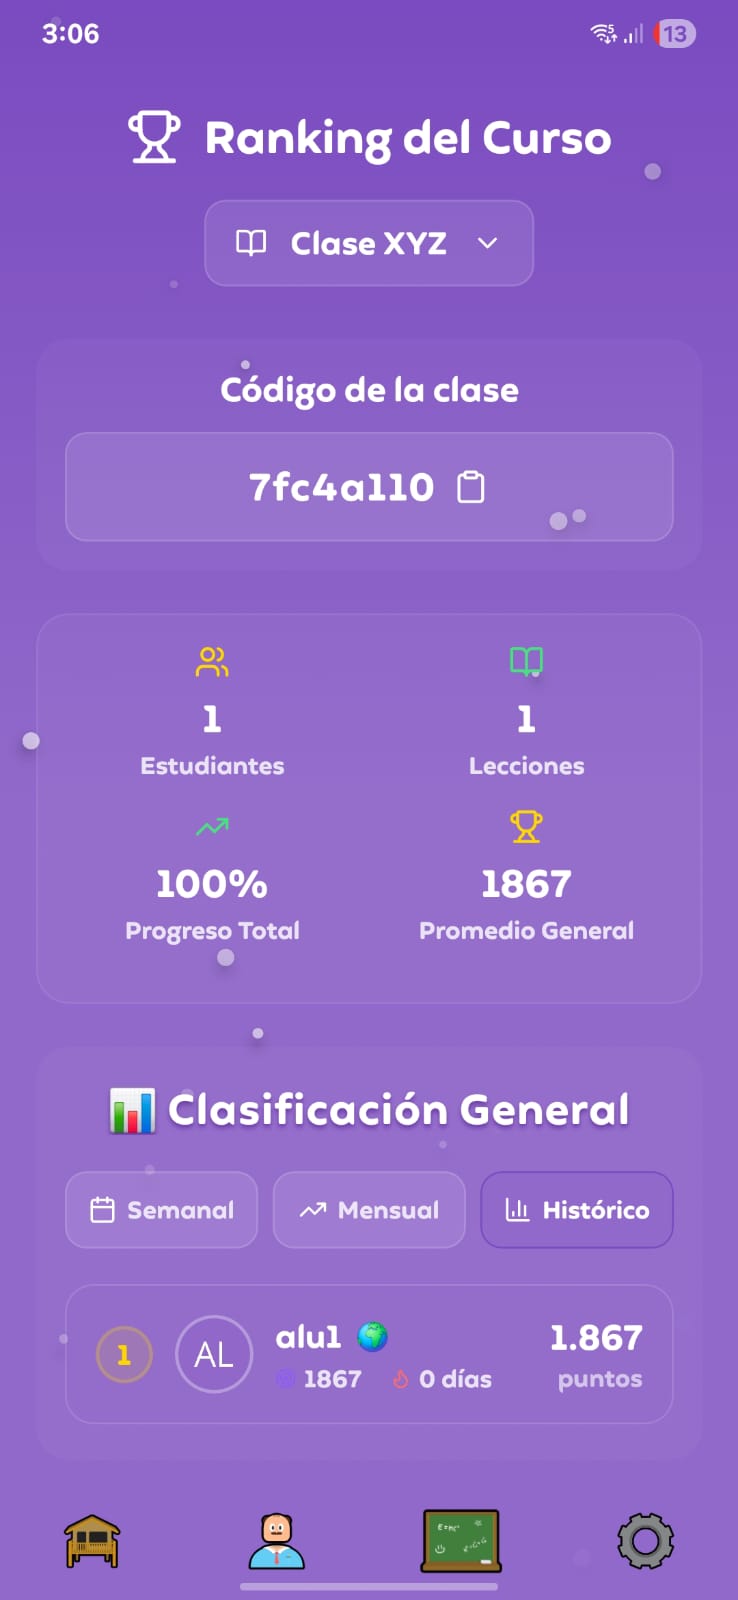 3:06
5
13
Ranking del Curso
Clase XYZ
Código de la clase
7fc4a110
1
1
Estudiantes
Lecciones
100%
1867
Progreso Total
Promedio General
Clasificación General
Semanal
Mensual
Histórico
1
AL
alu1
1.867
1867
0 días
puntos